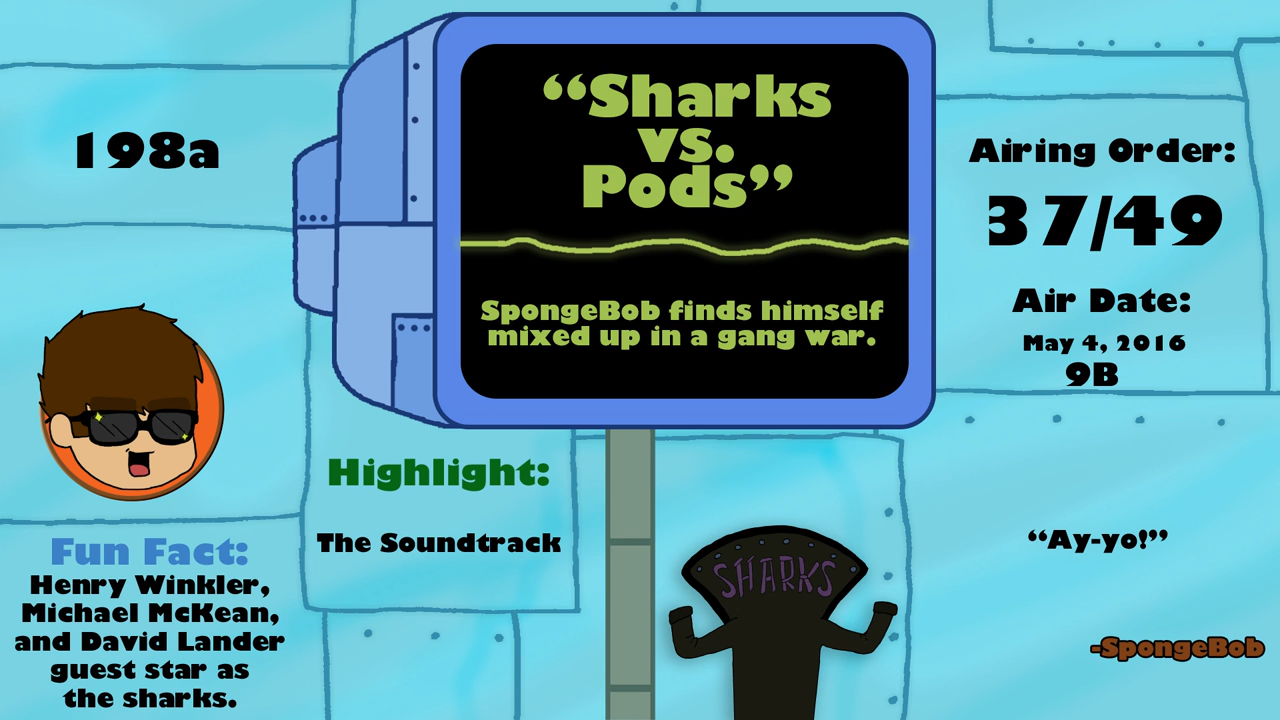 198a
“Sharks
vs.
Pods”
SpongeBob finds himself
mixed up in a gang war.
Airing Order:
37/49
Air Date:
May 4, 2016
9B
Highlight:
The Soundtrack
Fun Fact:
Henry Winkler,
Michael McKean,
and David Lander
guest star as
the sharks.
SHARKS
“Ay-yo!”
-SpongeBob